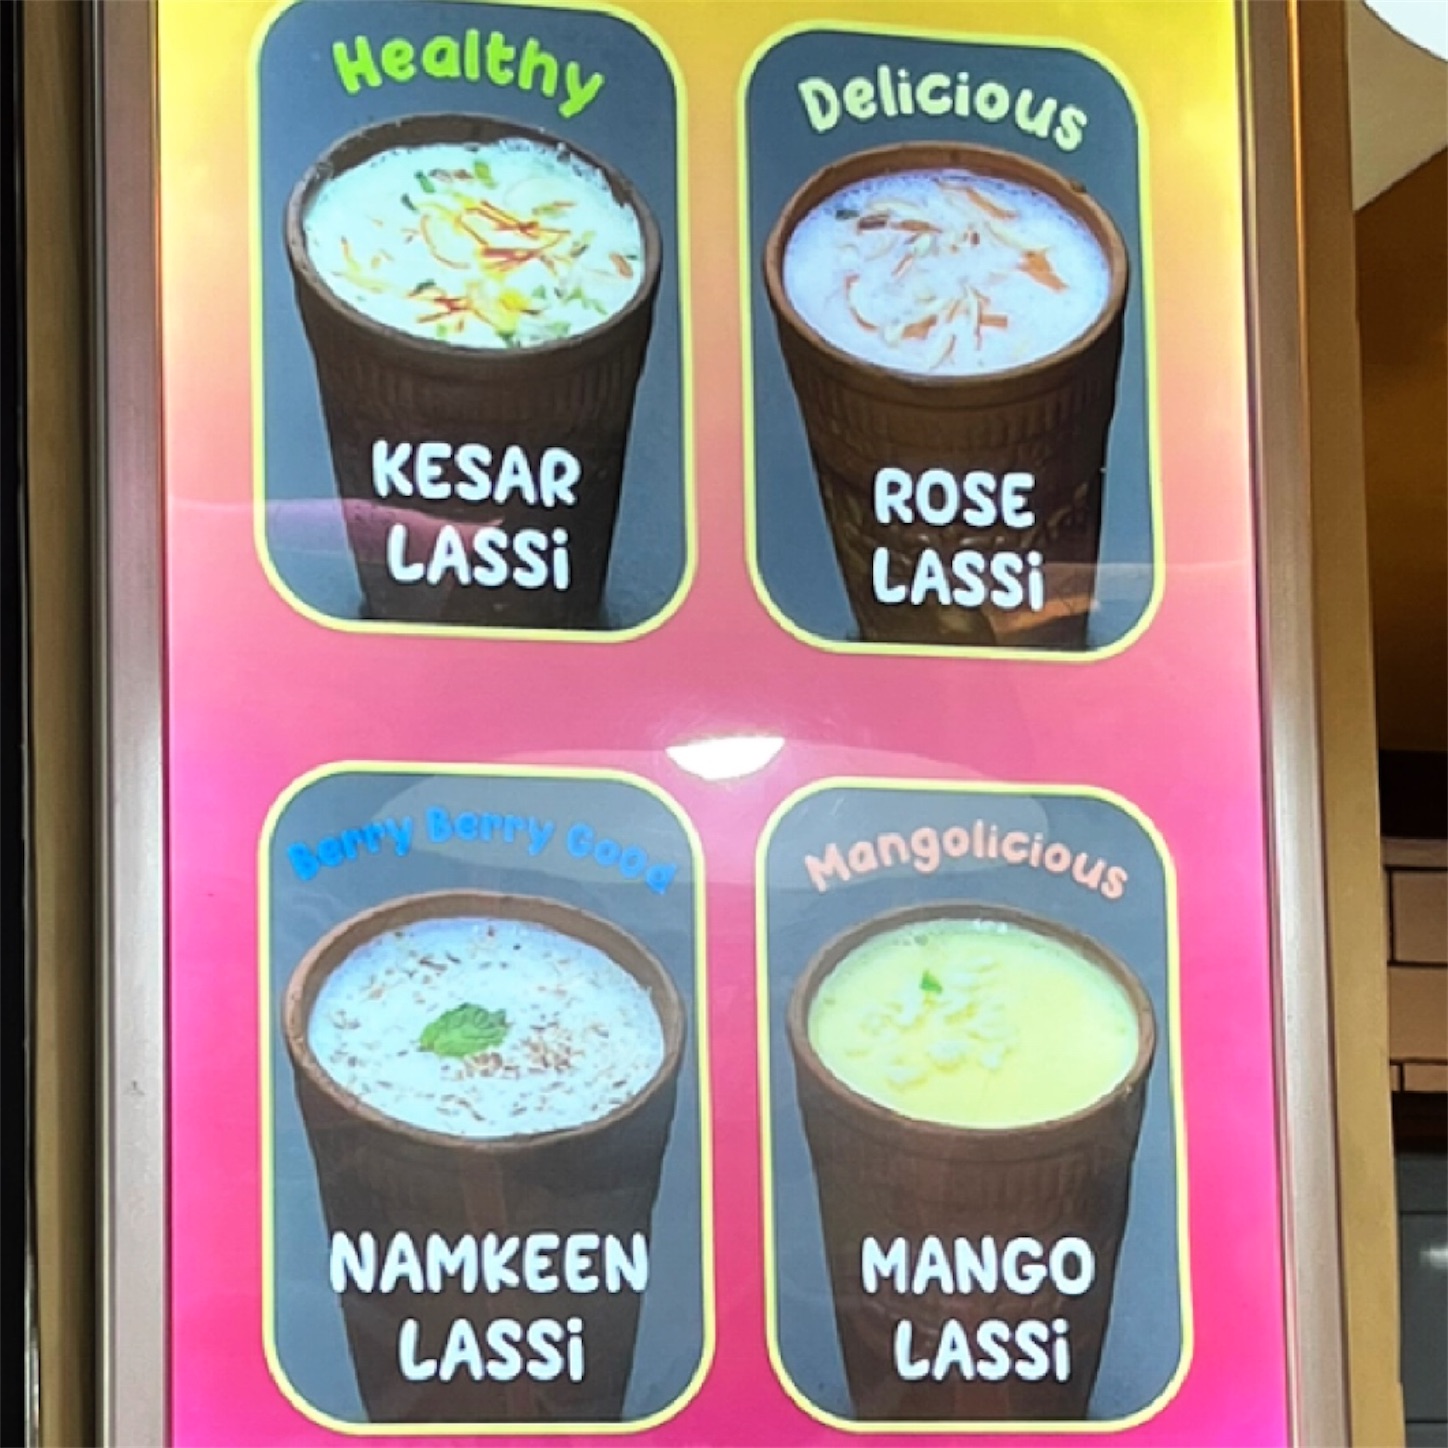 Healthy
KESAR
LASSi
Delicious
ROSE
LASSi
Berry Berry Good
NAMKEEN
LASSi
Mangolicious
MANGO
LASSi